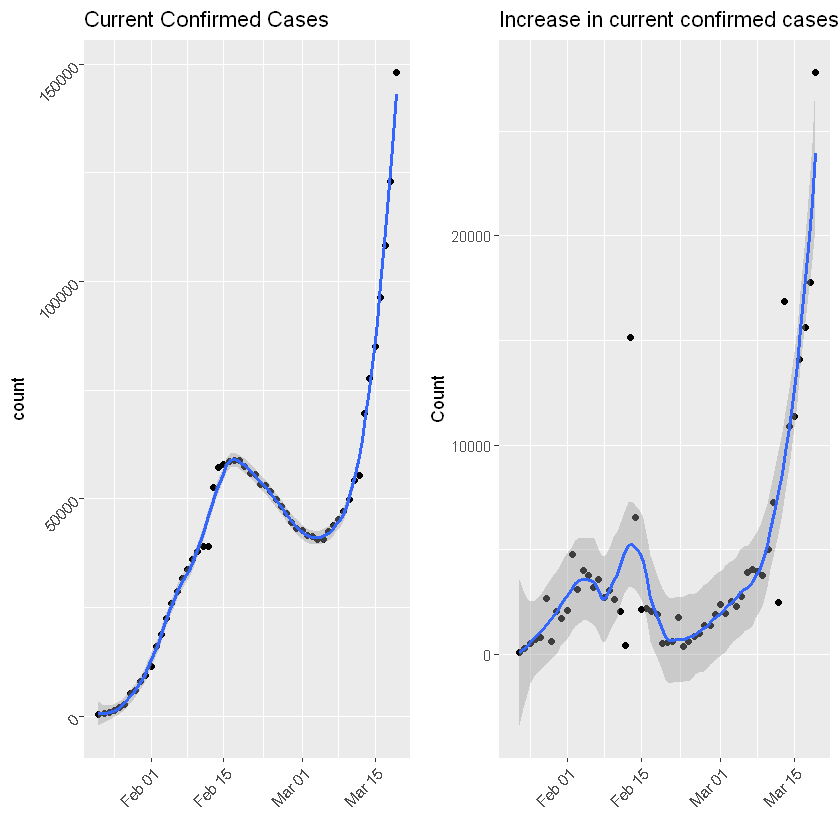 Current Confirmed Cases
count
150000
100000
50000
0
Feb 01
Feb 15
Mar 01
Mar 15
Increase in current confirmed cases
Count
20000
10000
0
Feb 01
Feb 15
Mar 01
Mar 15